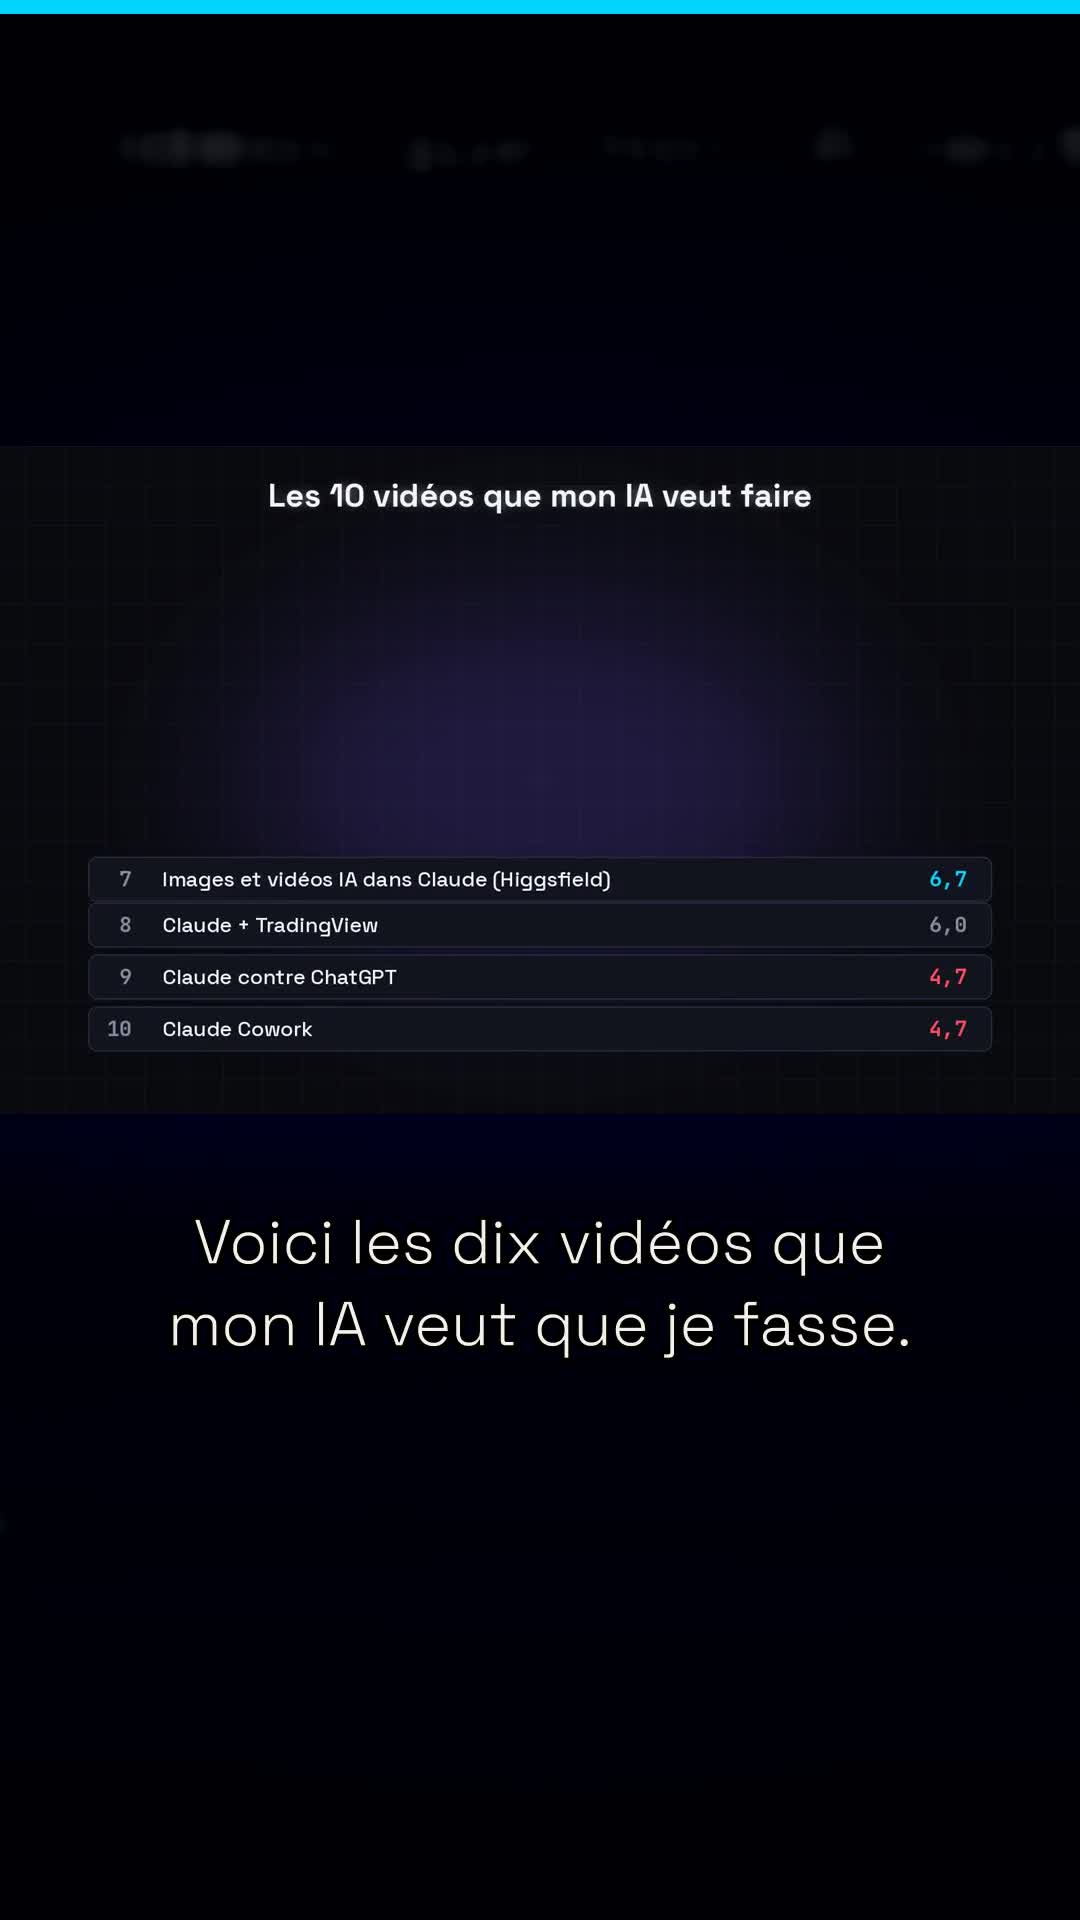 Les 10 vidéos que mon IA veut faire
7 Images et vidéos IA dans Claude (Higgsfield) 6,7
8 Claude + TradingView 6,0
9 Claude contre ChatGPT 4,7
10 Claude Cowork 4,7
Voici les dix vidéos que
mon IA veut que je fasse.